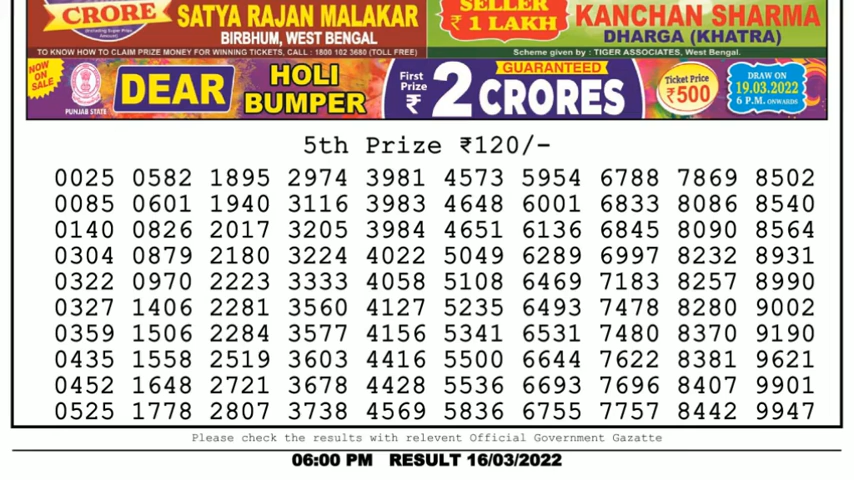 CRORE
SATYA RAJAN MALAKAR
BIRBHUM, WEST BENGAL
TO KNOW HOW TO CLAIM PRIZE MONEY FOR WINNING TICKETS, CALL : 1800 102 3680 (TOLL FREE)
SELLER
₹ 1 LAKH
KANCHAN SHARMA
DHARGA (KHATRA)
Scheme given by : TIGER ASSOCIATES, West Bengal.
NOW ON SALE
PUNJAB STATE
DEAR
HOLI
BUMPER
First
Prize
₹
2 CRORES
GUARANTEED
Ticket Price
₹500
DRAW ON
19.03.2022
6 P.M. ONWARDS
5th Prize ₹120/-
0025 0582 1895 2974 3981 4573 5954 6788 7869 8502
0085 0601 1940 3116 3983 4648 6001 6833 8086 8540
0140 0826 2017 3205 3984 4651 6136 6845 8090 8564
0304 0879 2180 3224 4022 5049 6289 6997 8232 8931
0322 0970 2223 3333 4058 5108 6469 7183 8257 8990
0327 1406 2281 3560 4127 5235 6493 7478 8280 9002
0359 1506 2284 3577 4156 5341 6531 7480 8370 9190
0435 1558 2519 3603 4416 5500 6644 7622 8381 9621
0452 1648 2721 3678 4428 5536 6693 7696 8407 9901
0525 1778 2807 3738 4569 5836 6755 7757 8442 9947
Please check the results with relevent Official Government Gazatte
06:00 PM RESULT 16/03/2022